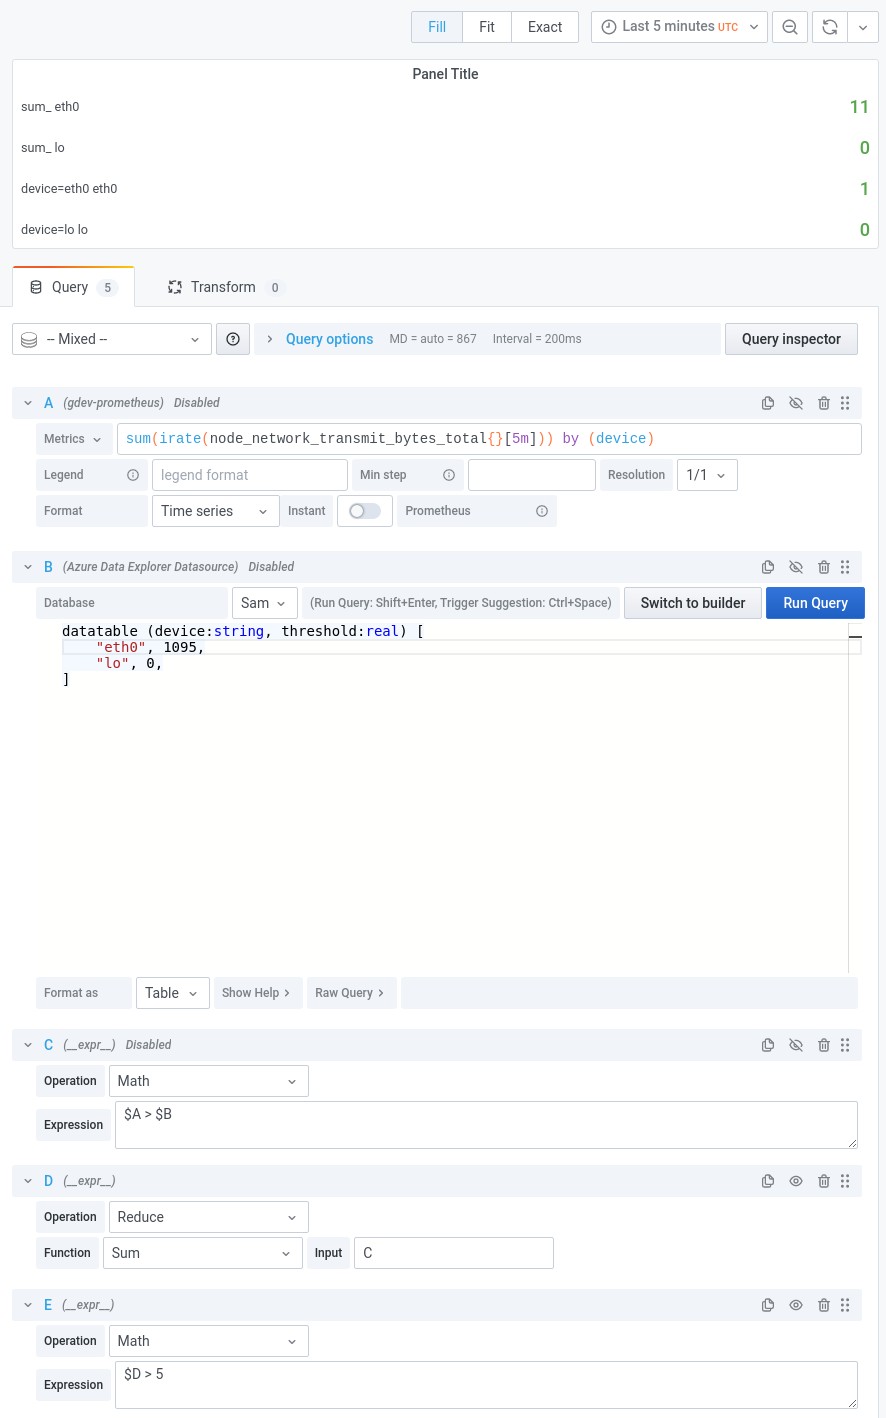 Fill Fit Exact Last 5 minutes UTC
Panel Title
sum_ eth0 11
sum_ lo 0
device=eth0 eth0 1
device=lo lo 0
Query 5 Transform 0
-- Mixed -- Query options MD = auto = 867 Interval = 200ms Query inspector
A (gdev-prometheus) Disabled
Metrics sum(irate(node_network_transmit_bytes_total{}[5m])) by (device)
Legend legend format Min step Resolution 1/1
Format Time series Instant Prometheus
B (Azure Data Explorer Datasource) Disabled
Database Sam (Run Query: Shift+Enter, Trigger Suggestion: Ctrl+Space) Switch to builder Run Query
datatable (device:string, threshold:real) [
"eth0", 1095,
"lo", 0,
]
Format as Table Show Help Raw Query
C (__expr__) Disabled
Operation Math
Expression $A > $B
D (__expr__)
Operation Reduce
Function Sum Input C
E (__expr__)
Operation Math
Expression $D > 5